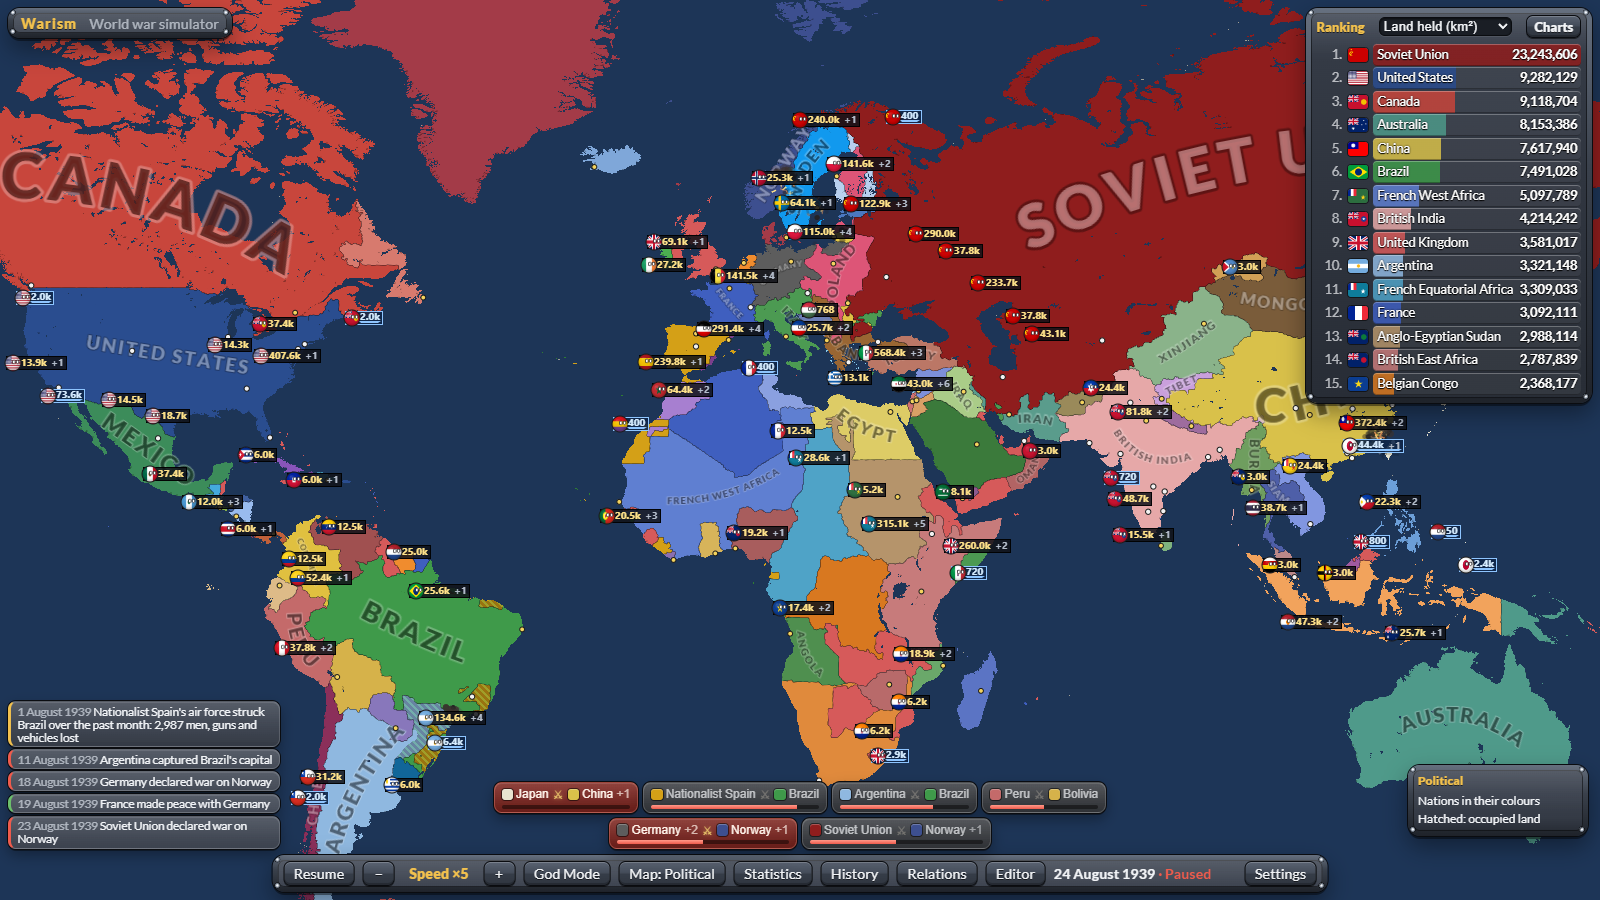 Warism World war simulator
Ranking Land held (km²) Charts
1. Soviet Union 23,243,606
2. United States 9,282,129
3. Canada 9,118,704
4. Australia 8,153,386
5. China 7,617,940
6. Brazil 7,491,028
7. French West Africa 5,097,789
8. British India 4,214,242
9. United Kingdom 3,581,017
10. Argentina 3,321,148
11. French Equatorial Africa 3,309,033
12. France 3,092,111
13. Anglo-Egyptian Sudan 2,988,114
14. British East Africa 2,787,839
15. Belgian Congo 2,368,177
CANADA
SOVIET U
NORWAY
UNITED STATES
MEXICO
FRANCE
POLAND
MONGO
XINJIANG
TIBET
CH
IRAN
EGYPT
BRITISH INDIA
FRENCH WEST AFRICA
BRAZIL
PERU
ANGOLA
ARGENTINA
AUSTRALIA
240.0k +1
400
141.6k +2
25.3k +1
64.1k +1
122.9k +3
115.0k +4
290.0k
37.8k
69.1k +1
27.2k
141.5k +4
233.7k
3.0k
2.0k
37.4k
2.0k
768
37.8k
43.1k
14.3k
407.6k +1
291.4k +4
25.7k +2
13.9k +1
239.8k +1
400
568.4k +3
13.1k
43.0k +6
73.6k
14.5k
18.7k
64.4k +2
24.4k
81.8k +2
400
12.5k
372.4k +2
44.4k +1
6.0k
28.6k +1
3.0k
24.4k
37.4k
6.0k +1
720
3.0k
12.0k +3
5.2k
8.1k
48.7k
38.7k +1
22.3k +2
6.0k +1
12.5k
20.5k +3
19.2k +1
315.1k +5
15.5k +1
50
800
12.5k
25.0k
260.0k +2
720
3.0k
3.0k
2.4k
52.4k +1
25.6k +1
17.4k +2
47.3k +2
25.7k +1
37.8k +2
18.9k +2
6.2k
134.6k +4
6.4k
6.2k
2.9k
31.2k
6.0k
2.0k
1 August 1939 Nationalist Spain's air force struck
Brazil over the past month: 2,987 men, guns and
vehicles lost
11 August 1939 Argentina captured Brazil's capital
18 August 1939 Germany declared war on Norway
19 August 1939 France made peace with Germany
23 August 1939 Soviet Union declared war on
Norway
Japan China +1
Nationalist Spain Brazil
Argentina Brazil
Peru Bolivia
Germany +2 Norway +1
Soviet Union Norway +1
Political
Nations in their colours
Hatched: occupied land
Resume − Speed ×5 + God Mode Map: Political Statistics History Relations Editor 24 August 1939 · Paused Settings